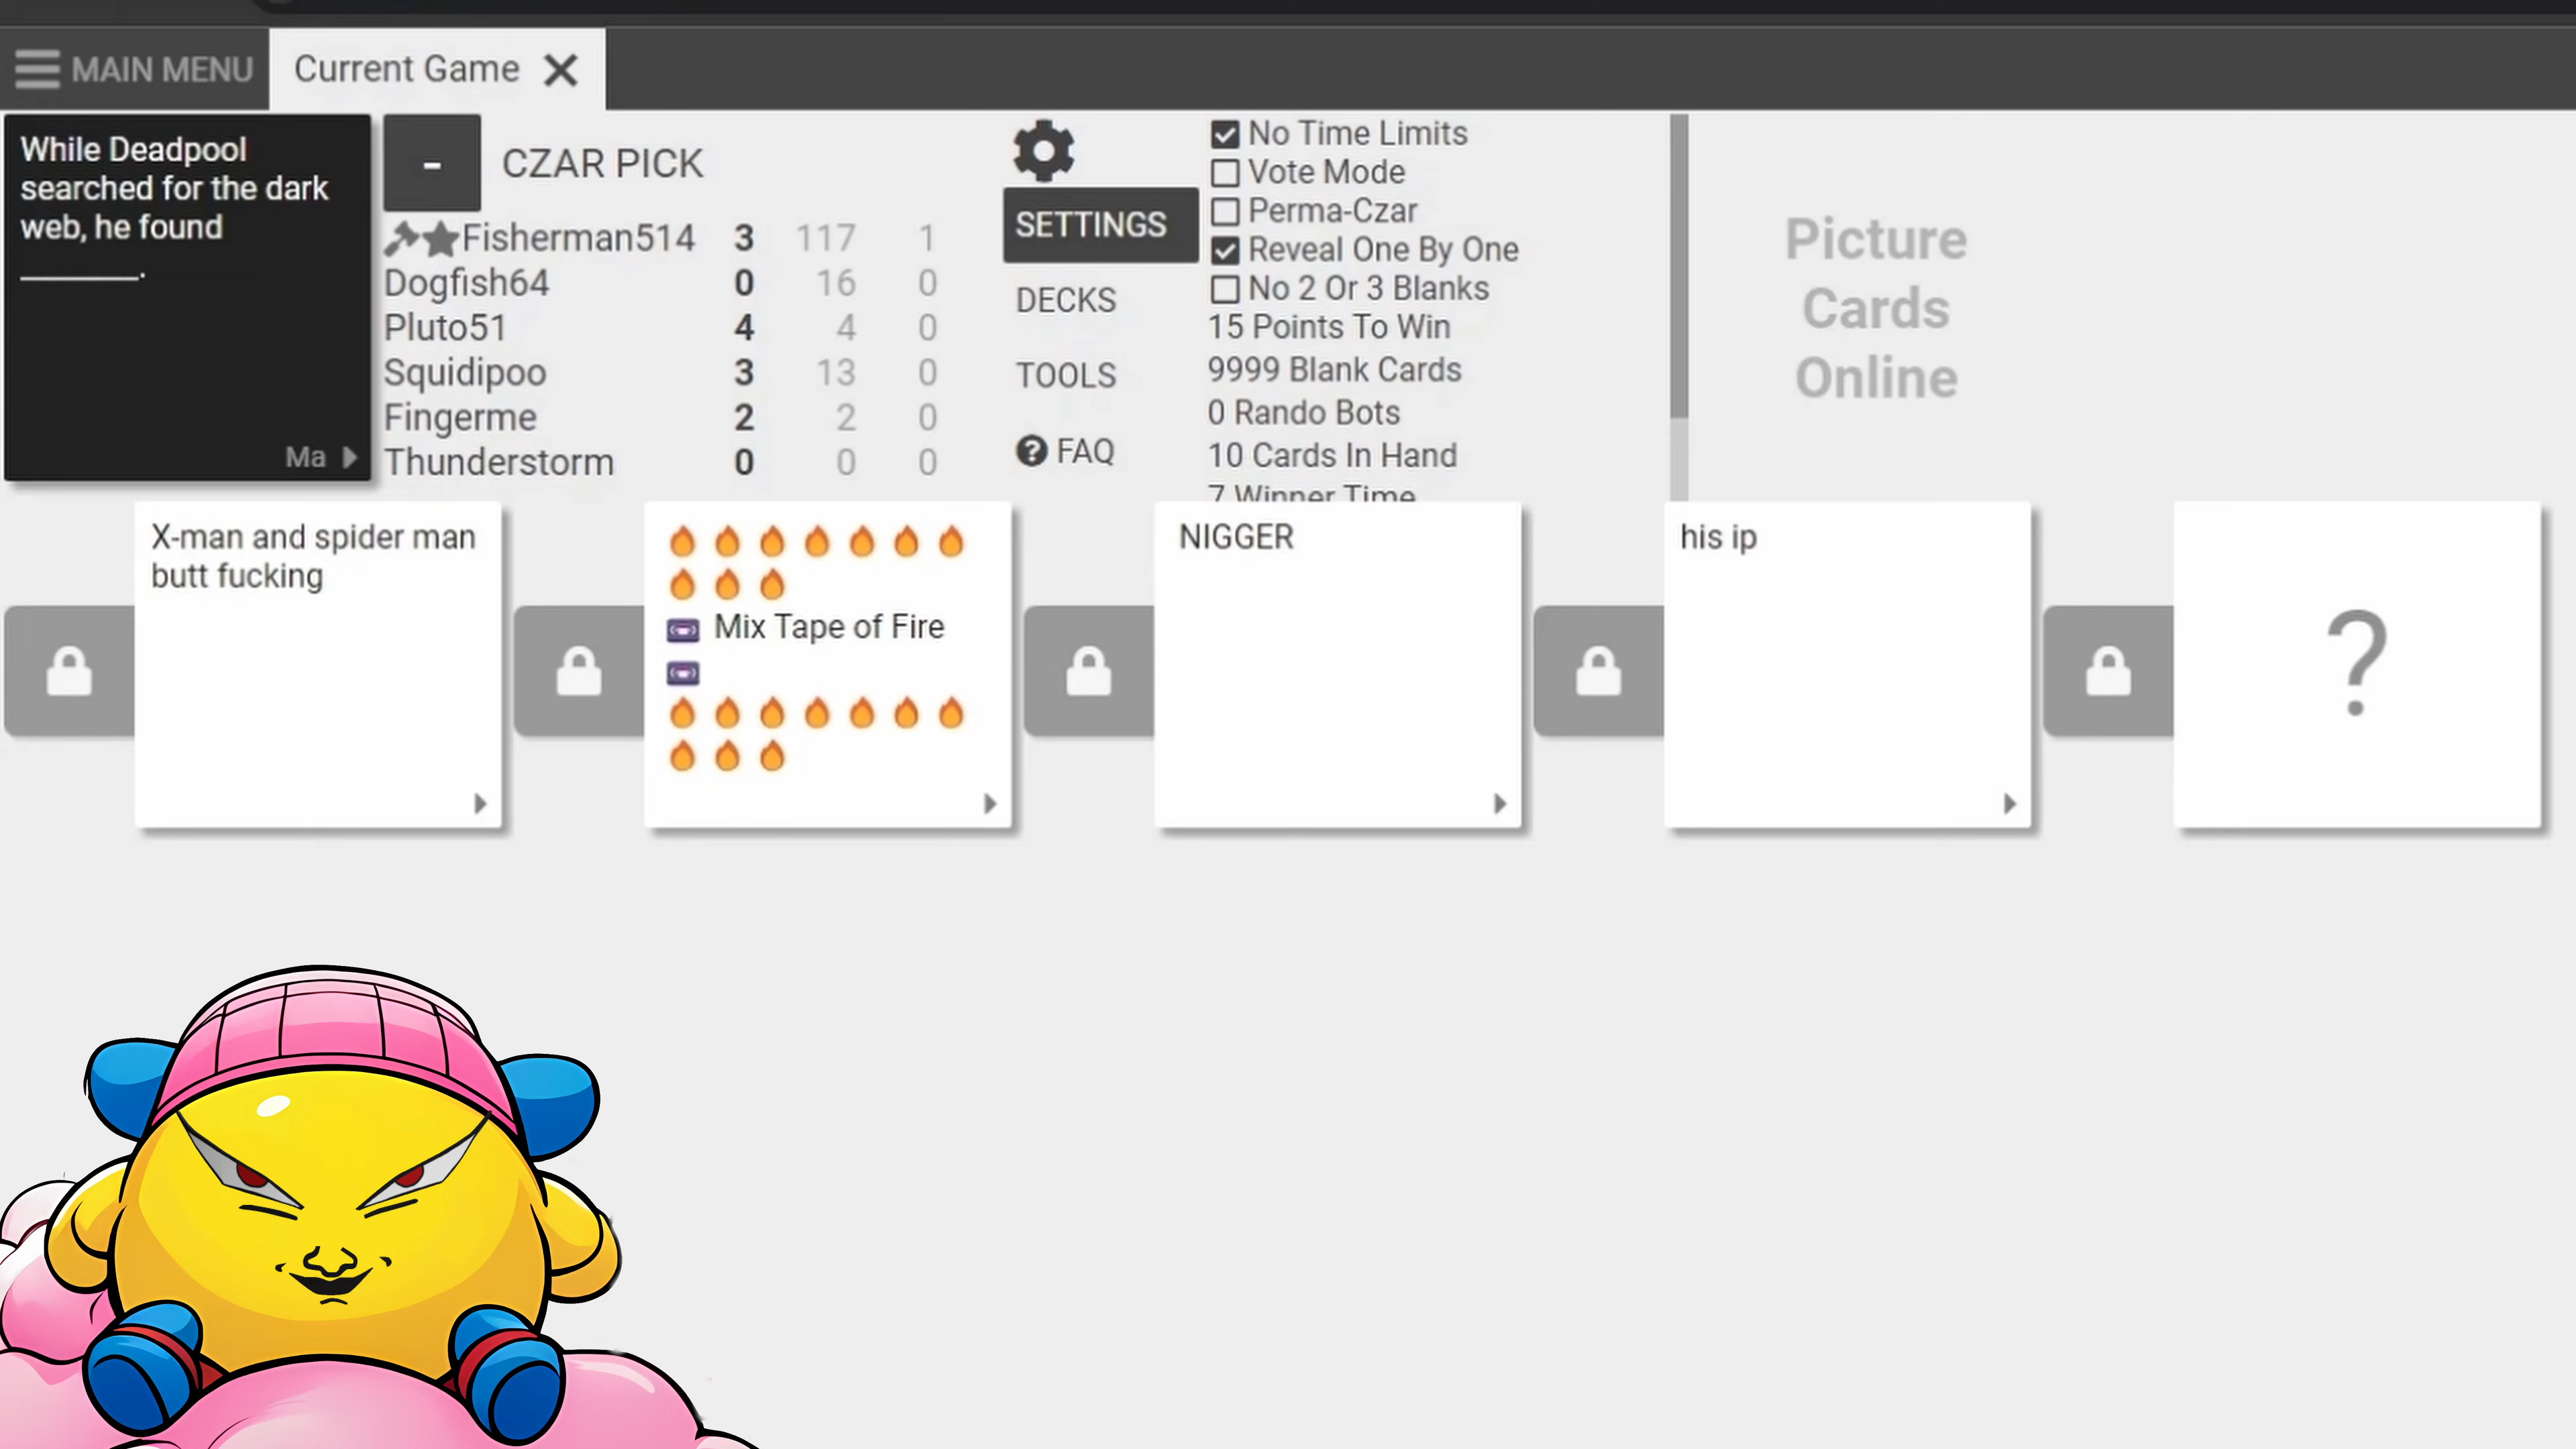 MAIN MENU
Current Game
While Deadpool
searched for the dark
web, he found
________.
Ma
-
CZAR PICK
Fisherman514 3 117 1
Dogfish64 0 16 0
Pluto51 4 4 0
Squidipoo 3 13 0
Fingerme 2 2 0
Thunderstorm 0 0 0
SETTINGS
DECKS
TOOLS
? FAQ
No Time Limits
Vote Mode
Perma-Czar
Reveal One By One
No 2 Or 3 Blanks
15 Points To Win
9999 Blank Cards
0 Rando Bots
10 Cards In Hand
7 Winner Time
Picture
Cards
Online
X-man and spider man
butt fucking
🔥 🔥 🔥 🔥 🔥 🔥 🔥
🔥 🔥 🔥
📼 Mix Tape of Fire
📼
🔥 🔥 🔥 🔥 🔥 🔥 🔥
🔥 🔥 🔥
NIGGER
his ip
?